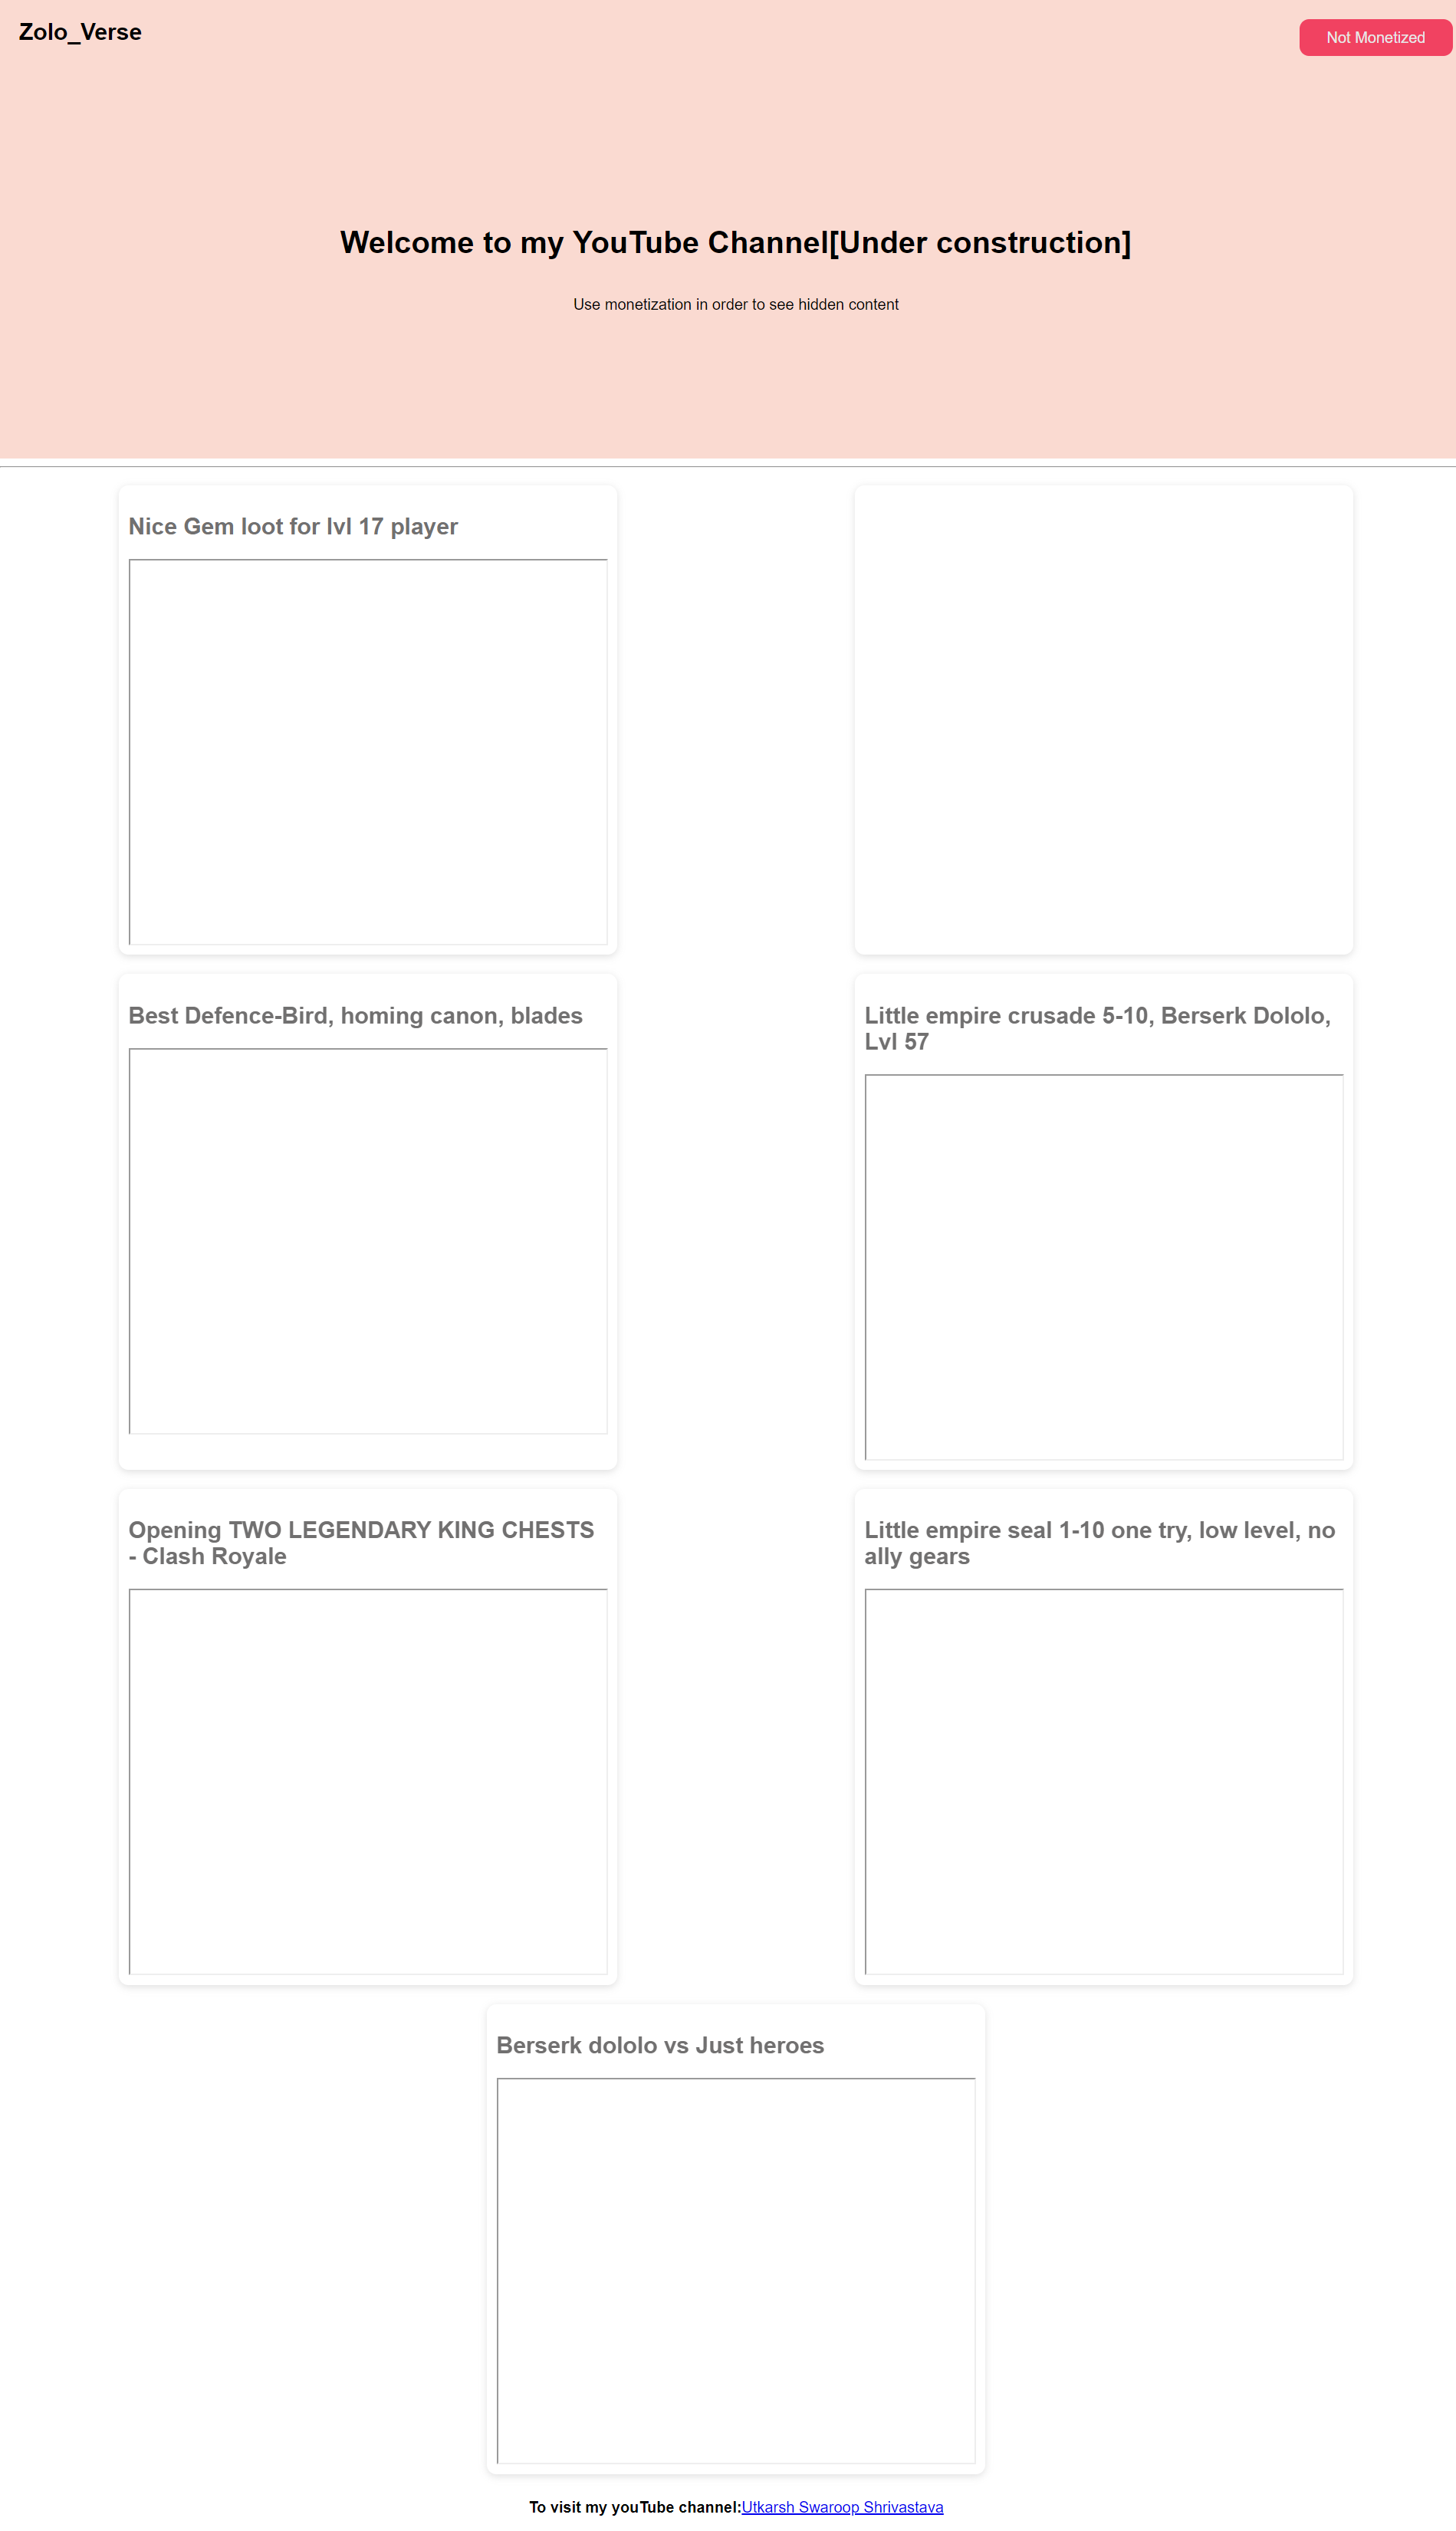 Zolo_Verse
Not Monetized
Welcome to my YouTube Channel[Under construction]
Use monetization in order to see hidden content
Nice Gem loot for lvl 17 player
Best Defence-Bird, homing canon, blades
Little empire crusade 5-10, Berserk Dololo,
Lvl 57
Opening TWO LEGENDARY KING CHESTS
- Clash Royale
Little empire seal 1-10 one try, low level, no
ally gears
Berserk dololo vs Just heroes
To visit my youTube channel:Utkarsh Swaroop Shrivastava